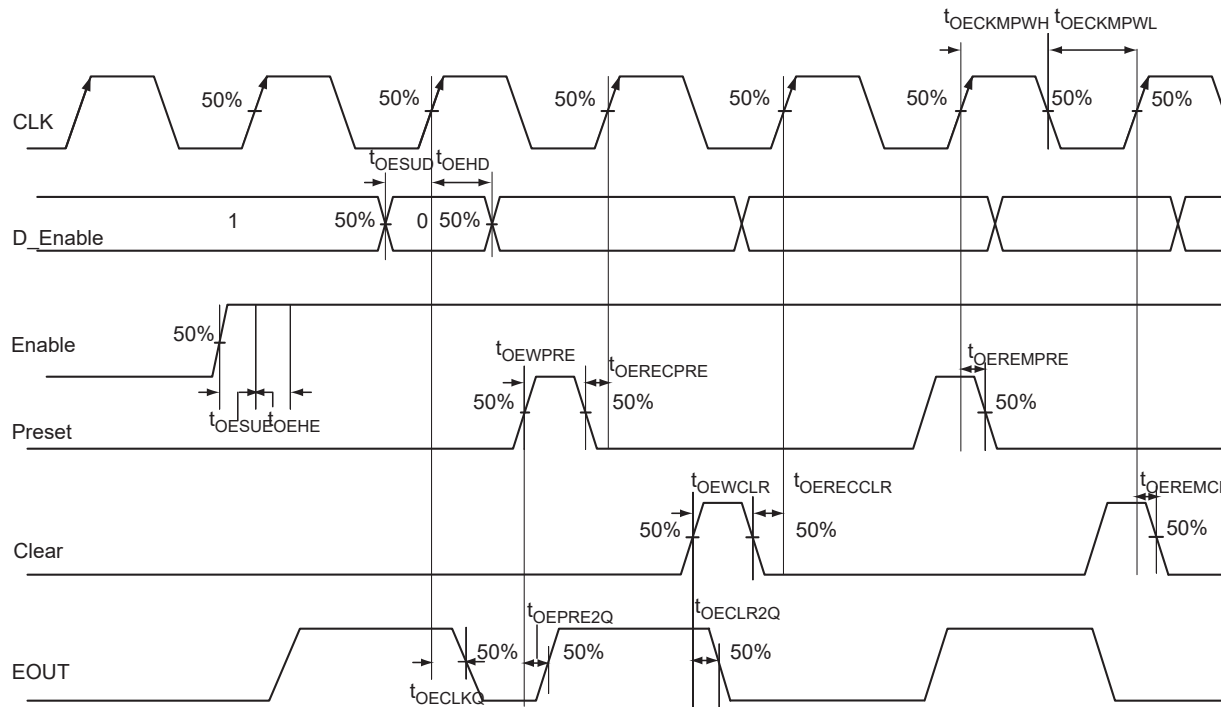 tOECKMPWH tOECKMPWL
50% 50% 50% 50% 50% 50% 50%
CLK
tOESUD tOEHD
1 50% 0 50%
D_Enable
50%
Enable
tOESUE tOEHE
tOEWPRE tOERECPRE tOEREMPRE
50% 50% 50%
Preset
tOEWCLR tOERECCLR
50% 50% 50%
Clear
tOEPRE2Q tOECLR2Q
50% 50% 50%
EOUT
tOECLKQ